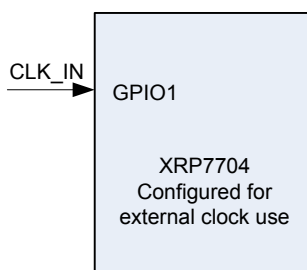 CLK_IN
GPIO1
XRP7704
Configured for
external clock use